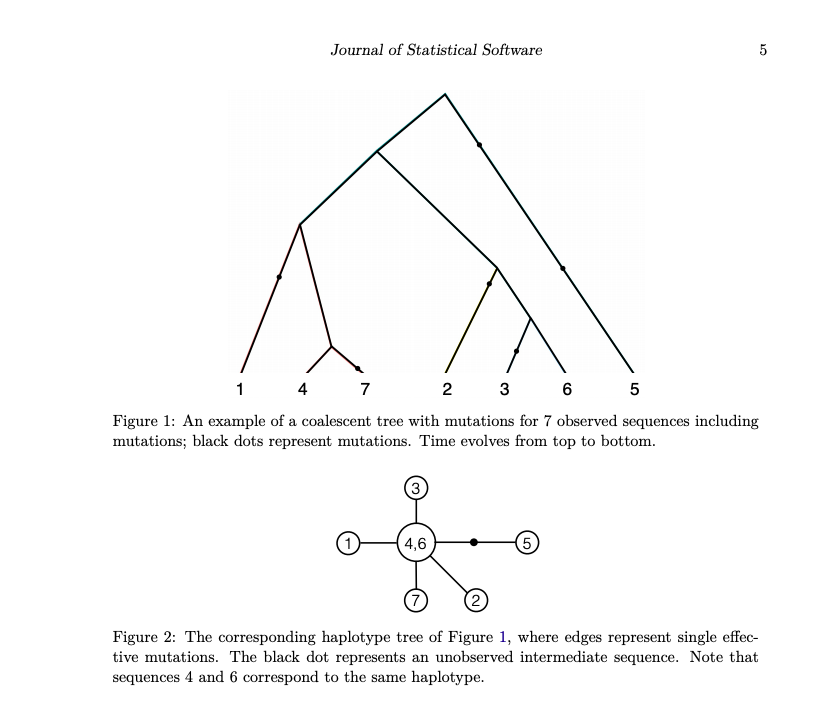 Journal of Statistical Software 5
1 4 7 2 3 6 5
Figure 1: An example of a coalescent tree with mutations for 7 observed sequences including
mutations; black dots represent mutations. Time evolves from top to bottom.
3
1 4,6 5
7 2
Figure 2: The corresponding haplotype tree of Figure 1, where edges represent single effec-
tive mutations. The black dot represents an unobserved intermediate sequence. Note that
sequences 4 and 6 correspond to the same haplotype.